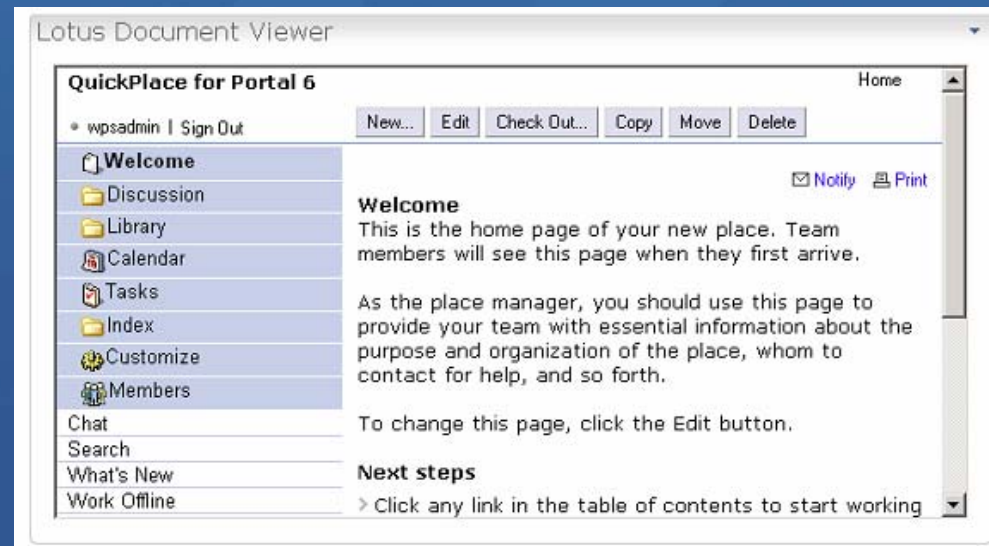 Lotus Document Viewer
QuickPlace for Portal 6
Home
wpsadmin | Sign Out
New... Edit Check Out... Copy Move Delete
Welcome
Discussion
Library
Calendar
Tasks
Index
Customize
Members
Chat
Search
What's New
Work Offline
Notify Print
Welcome
This is the home page of your new place. Team
members will see this page when they first arrive.
As the place manager, you should use this page to
provide your team with essential information about the
purpose and organization of the place, whom to
contact for help, and so forth.
To change this page, click the Edit button.
Next steps
> Click any link in the table of contents to start working